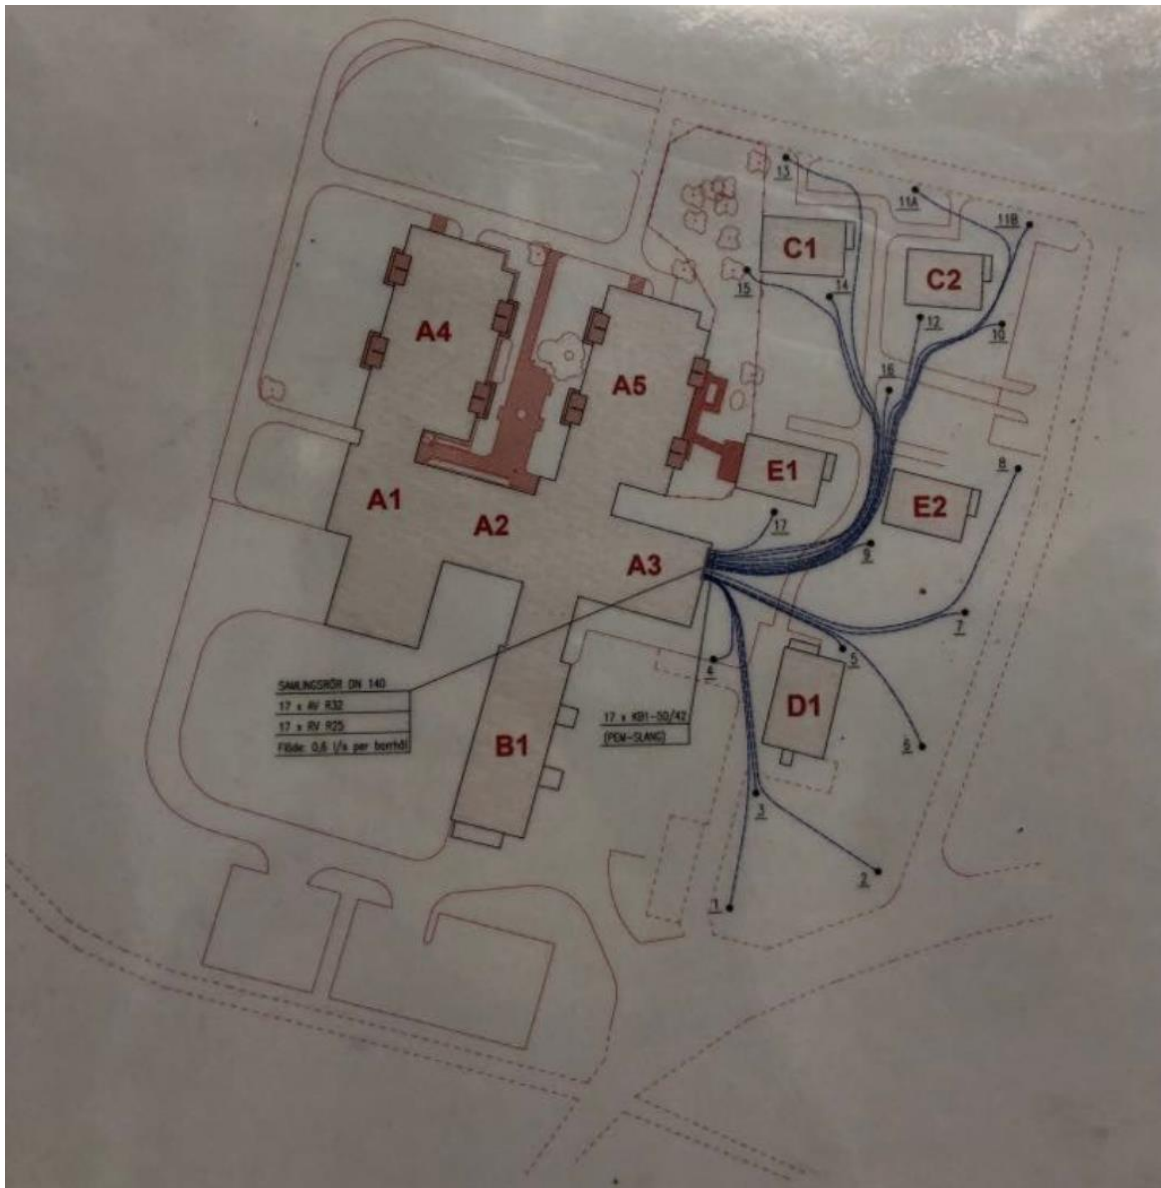 13
11A
11B
C1
C2
15
14
12
10
A4
A5
16
8
E1
E2
A1
A2
17
9
A3
7
4
5
SAMLINGSRÖR DN 140
17 x AV R32
17 x RV R25
Flöde: 0,6 l/s per borrhål
17 x KB1-50/42
(PEM-SLANG)
D1
B1
6
3
2
1